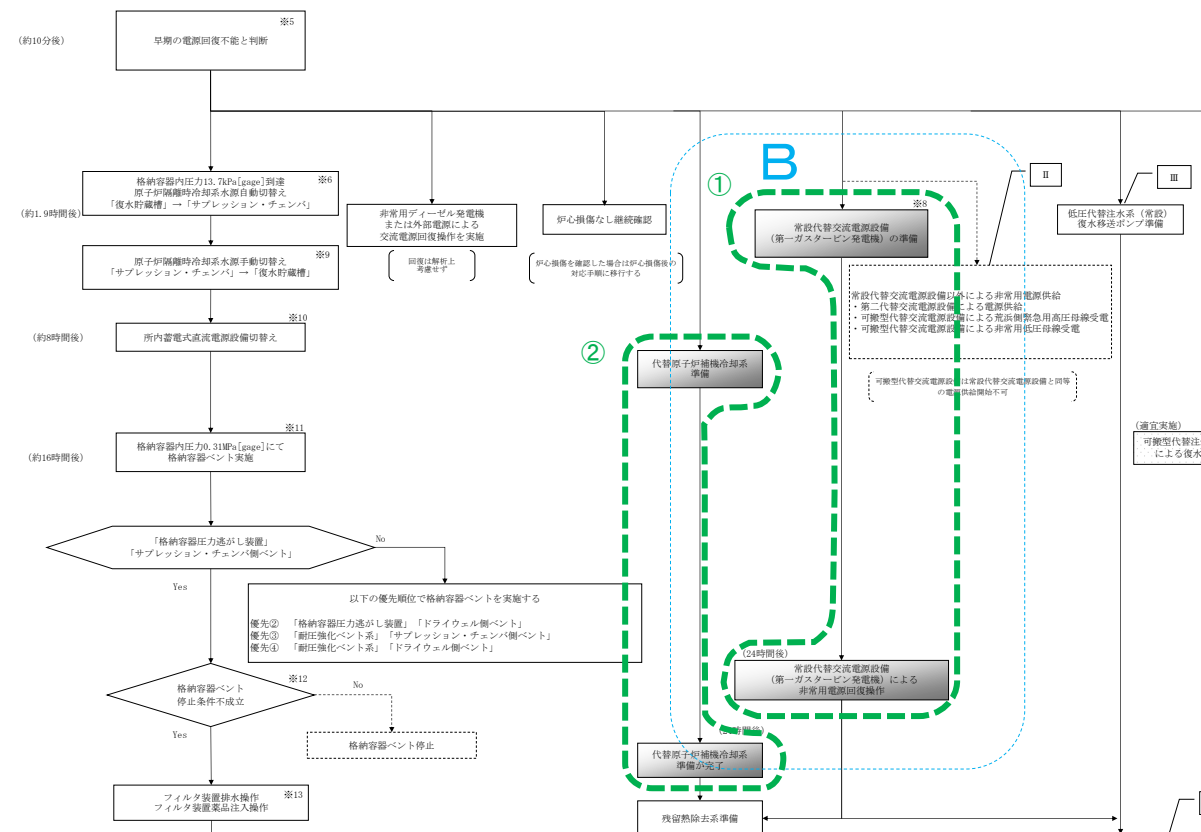 ※5
(約10分後)
早期の電源回復不能と判断
B
①
※6
格納容器内圧力13.7kPa[gage]到達
原子炉隔離時冷却系水源自動切替え
「復水貯蔵槽」→「サプレッション・チェンバ」
(約1.9時間後)
非常用ディーゼル発電機
または外部電源による
交流電源回復操作を実施
回復は解析上
考慮せず
炉心損傷なし継続確認
炉心損傷を確認した場合は炉心損傷後の
対応手順に移行する
※8
常設代替交流電源設備
(第一ガスタービン発電機)の準備
Ⅱ
Ⅲ
低圧代替注水系(常設)
復水移送ポンプ準備
※9
原子炉隔離時冷却系水源手動切替え
「サプレッション・チェンバ」→「復水貯蔵槽」
常設代替交流電源設備以外による非常用電源供給
・第二代替交流電源設備による電源供給
・可搬型代替交流電源設備による荒浜側緊急用高圧母線受電
・可搬型代替交流電源設備による非常用低圧母線受電
可搬型代替交流電源設備は常設代替交流電源設備と同等
の電源供給開始不可
※10
(約8時間後)
所内蓄電式直流電源設備切替え
②
代替原子炉補機冷却系
準備
※11
(約16時間後)
格納容器内圧力0.31MPa[gage]にて
格納容器ベント実施
(適宜実施)
可搬型代替注
による復水
「格納容器圧力逃がし装置」
「サプレッション・チェンバ側ベント」
No
Yes
以下の優先順位で格納容器ベントを実施する
優先② 「格納容器圧力逃がし装置」「ドライウェル側ベント」
優先③ 「耐圧強化ベント系」「サプレッション・チェンバ側ベント」
優先④ 「耐圧強化ベント系」「ドライウェル側ベント」
(24時間後)
常設代替交流電源設備
(第一ガスタービン発電機)による
非常用電源回復操作
※12
格納容器ベント
停止条件不成立
No
Yes
格納容器ベント停止
時間後)
代替原子炉補機冷却系
準備が完了
※13
フィルタ装置排水操作
フィルタ装置薬品注入操作
残留熱除去系準備